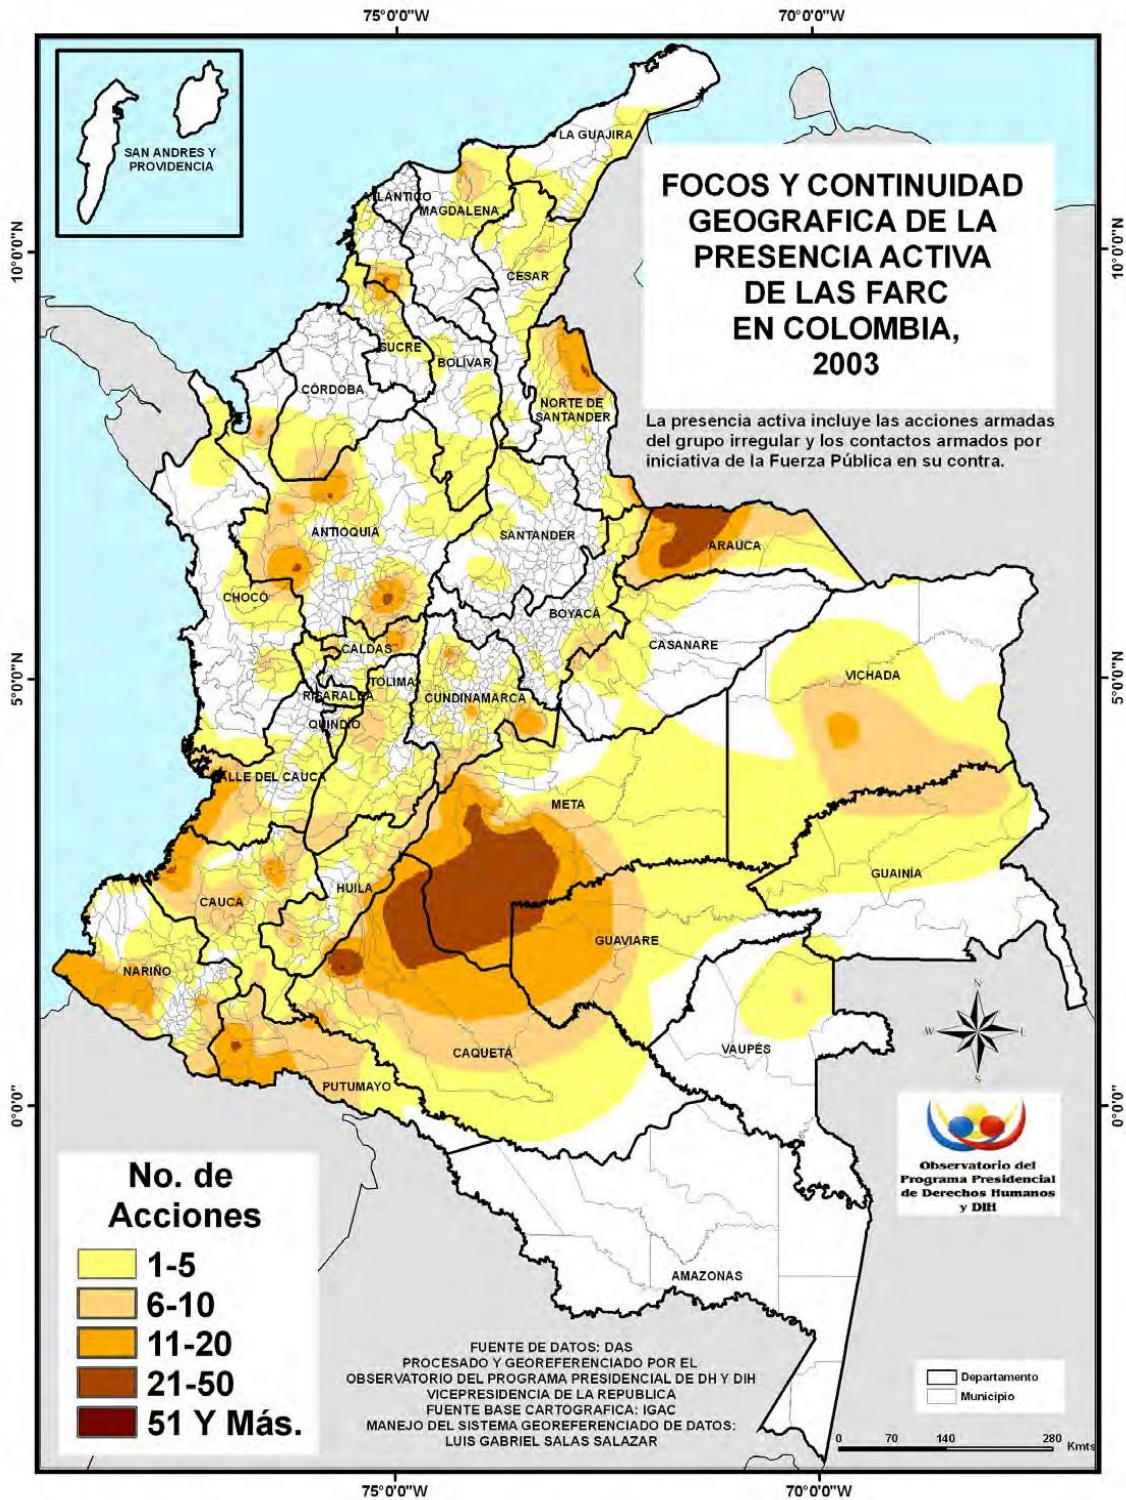 75°0'0"W
70°0'0"W
SAN ANDRES Y
PROVIDENCIA
LA GUAJIRA
ATLÁNTICO
MAGDALENA
FOCOS Y CONTINUIDAD
GEOGRAFICA DE LA
PRESENCIA ACTIVA
DE LAS FARC
EN COLOMBIA,
2003
10°0'0"N
10°0'0"N
CESAR
SUCRE
BOLÍVAR
CÓRDOBA
NORTE DE
SANTANDER
La presencia activa incluye las acciones armadas
del grupo irregular y los contactos armados por
iniciativa de la Fuerza Pública en su contra.
ANTIOQUIA
SANTANDER
ARAUCA
CHOCÓ
BOYACÁ
CALDAS
CASANARE
VICHADA
5°0'0"N
5°0'0"N
TOLIMA
RISARALDA
CUNDINAMARCA
QUINDÍO
VALLE DEL CAUCA
META
GUAINÍA
HUILA
CAUCA
GUAVIARE
NARIÑO
N
W
E
S
VAUPÉS
CAQUETÁ
PUTUMAYO
0°0'0"
0°0'0"
Observatorio del
Programa Presidencial
de Derechos Humanos
y DIH
No. de
Acciones
1-5
6-10
11-20
21-50
51 Y Más.
AMAZONAS
FUENTE DE DATOS: DAS
PROCESADO Y GEOREFERENCIADO POR EL
OBSERVATORIO DEL PROGRAMA PRESIDENCIAL DE DH Y DIH
VICEPRESIDENCIA DE LA REPUBLICA
FUENTE BASE CARTOGRAFICA: IGAC
MANEJO DEL SISTEMA GEOREFERENCIADO DE DATOS:
LUIS GABRIEL SALAS SALAZAR
Departamento
Municipio
0 70 140 280
Kmts
75°0'0"W
70°0'0"W